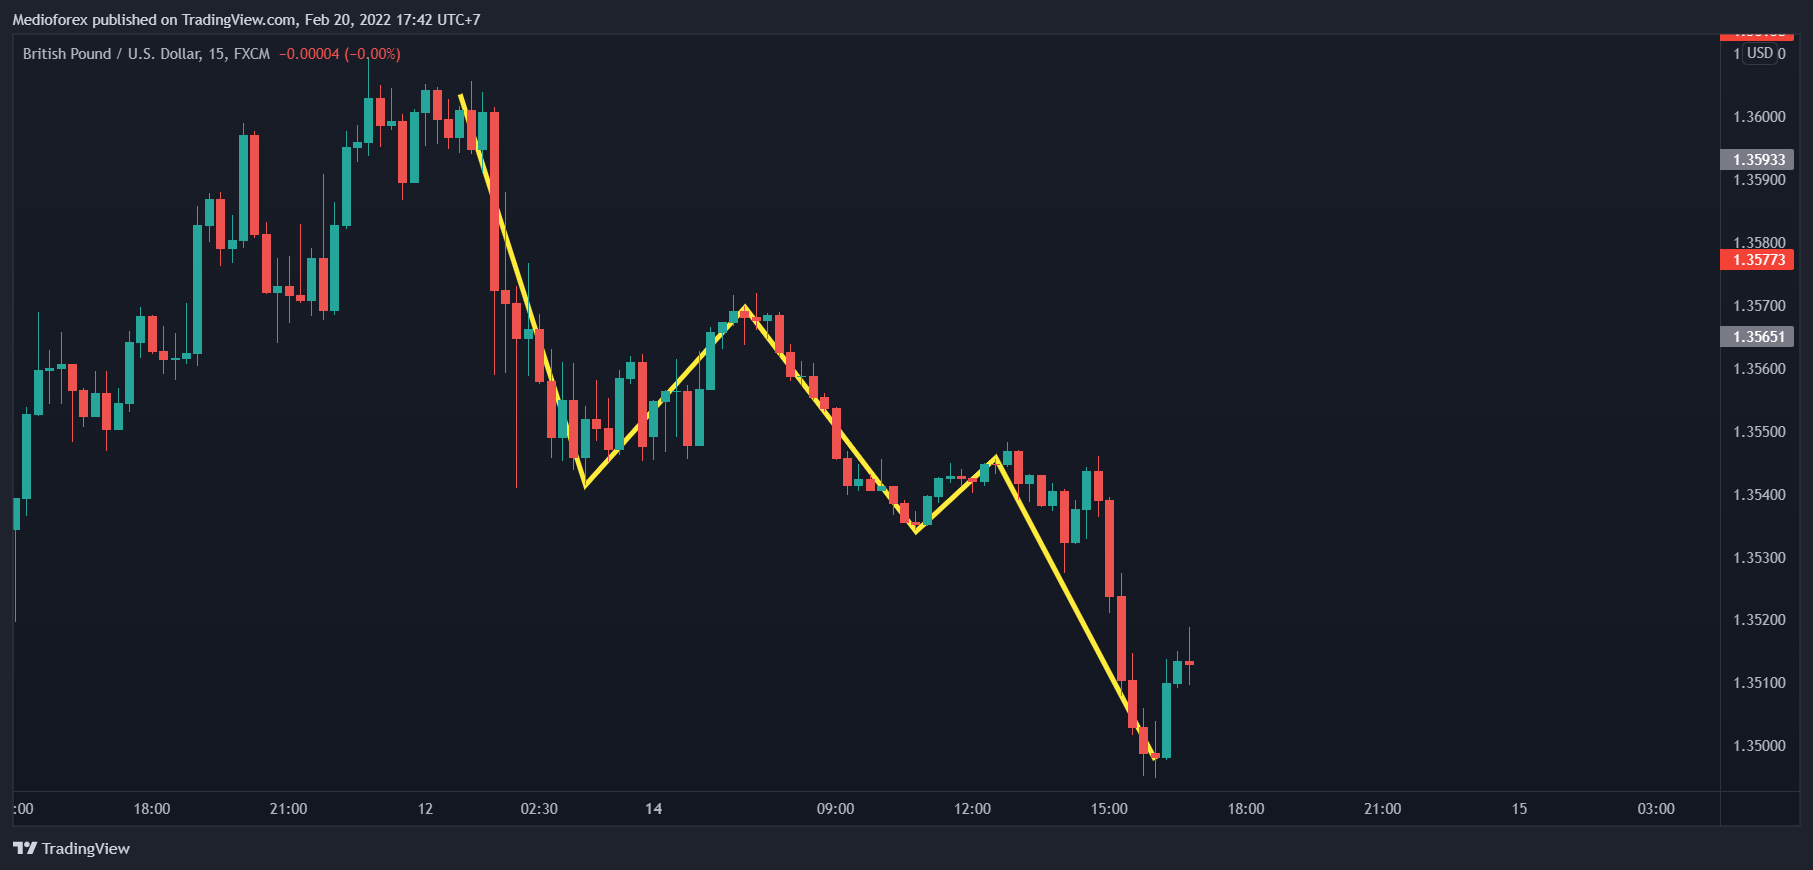 Medioforex published on TradingView.com, Feb 20, 2022 17:42 UTC+7
British Pound / U.S. Dollar, 15, FXCM −0.00004 (−0.00%)
USD
1.36000
1.35933
1.35900
1.35800
1.35773
1.35700
1.35651
1.35600
1.35500
1.35400
1.35300
1.35200
1.35100
1.35000
:00 18:00 21:00 12 02:30 14 09:00 12:00 15:00 18:00 21:00 15 03:00
TradingView